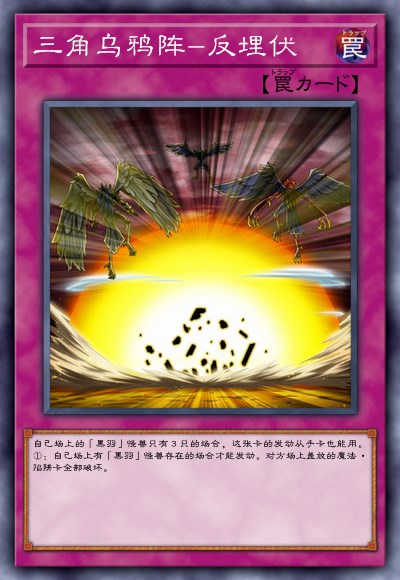 三角乌鸦阵-反埋伏
トラップ
罠
トラップ
【罠カード】
自己场上的「黑羽」怪兽只有3只的场合，这张卡的发动从手卡也能用。
①：自己场上有「黑羽」怪兽存在的场合才能发动。对方场上盖放的魔法·
陷阱卡全部破坏。